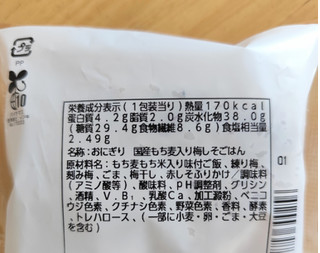 PP
栄養成分表示(1包装当り)熱量170kcal
蛋白質4.2g脂質2.0g炭水化物38.0g
(糖質29.4g食物繊維8.6g)食塩相当量
2.49g
名称:おにぎり 国産もち麦入り梅しそごはん
原材料名:もち麦もち米入り味付ご飯、練り梅、
刻み梅、ごま、梅干し、赤しそふりかけ/調味料
(アミノ酸等)、酸味料、pH調整剤、グリシン
、酒精、V.B₁、乳酸Ca、加工澱粉、ベニコ
ウジ色素、クチナシ色素、野菜色素、香料、酵素
、トレハロース、(一部に小麦・卵・ごま・大豆
を含む)
01